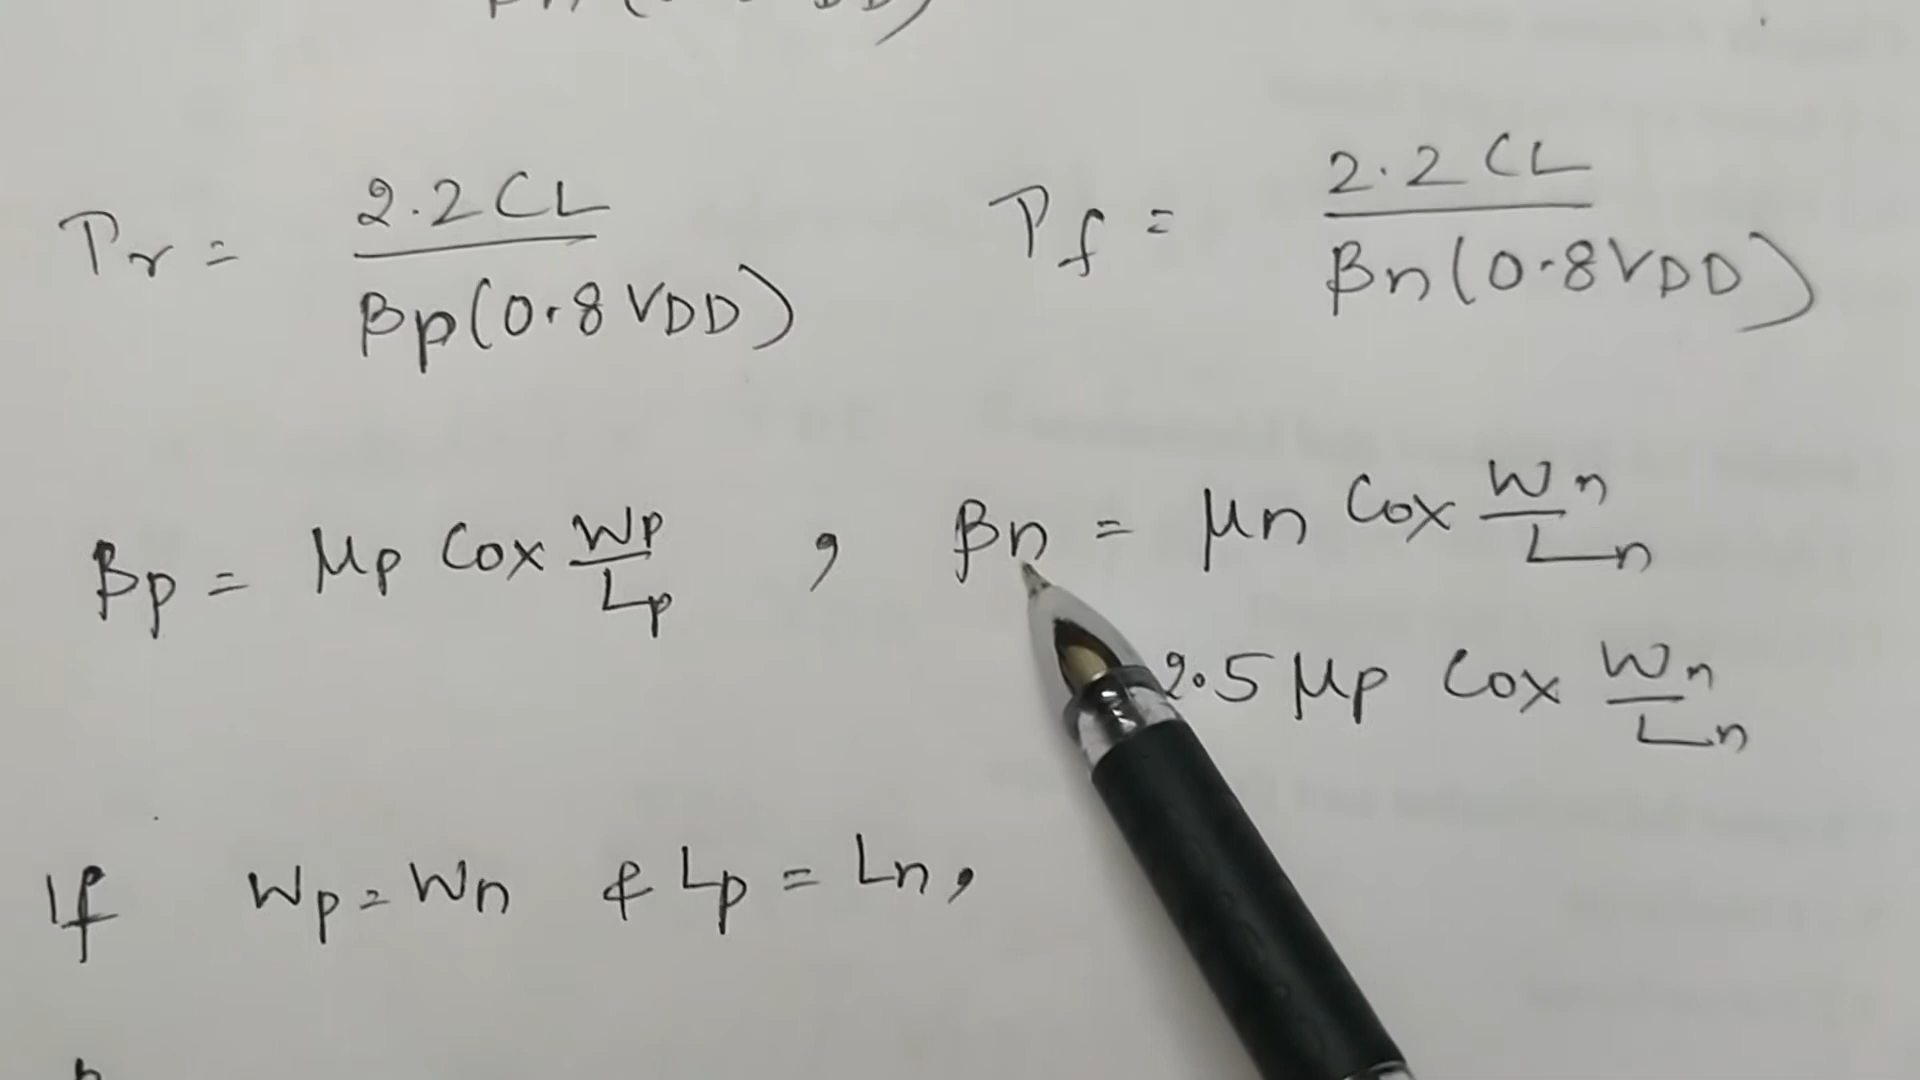 Tr = 2.2 CL / βp(0.8 VDD)
Tf = 2.2 CL / βn(0.8 VDD)
βp = μp Cox Wp / Lp , βn = μn Cox Wn / Ln
2.5 μp Cox Wn / Ln
If Wp = Wn & Lp = Ln,